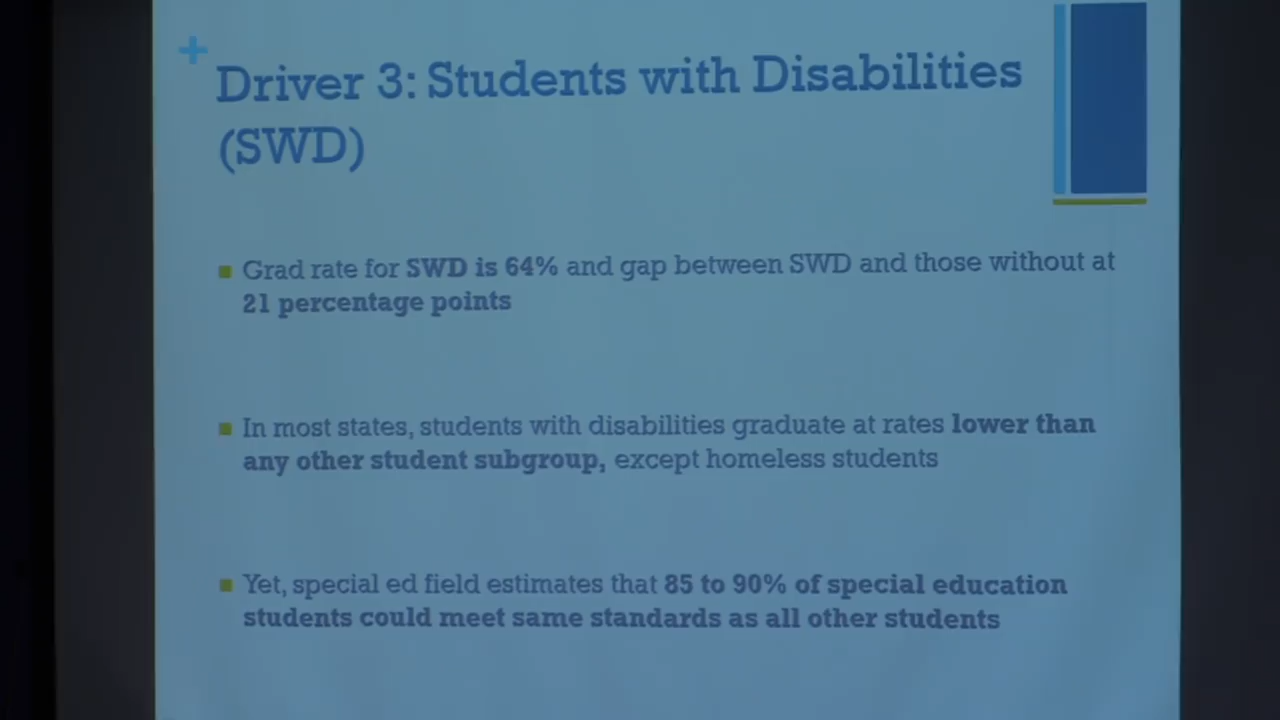 Driver 3: Students with Disabilities
(SWD)
Grad rate for SWD is 64% and gap between SWD and those without at
21 percentage points
In most states, students with disabilities graduate at rates lower than
any other student subgroup, except homeless students
Yet, special ed field estimates that 85 to 90% of special education
students could meet same standards as all other students